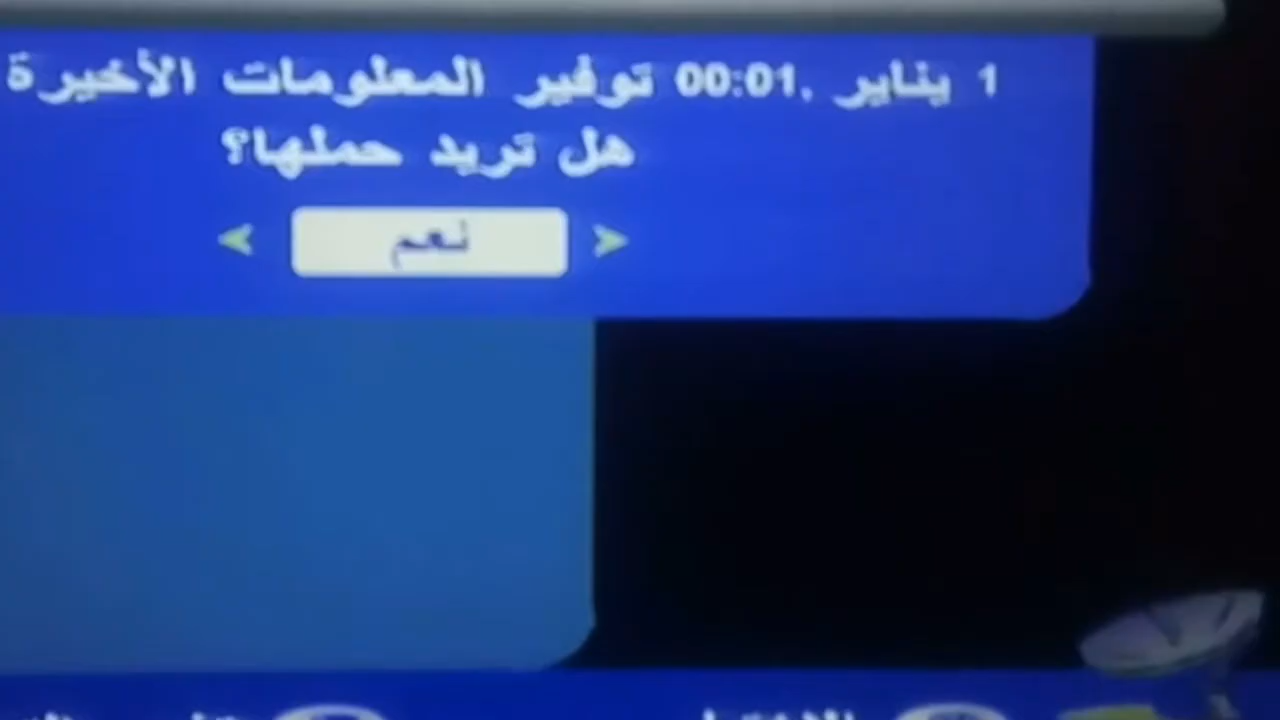 1 يناير ,00:01 توفير المعلومات الأخيرة
هل تريد حملها؟
نعم